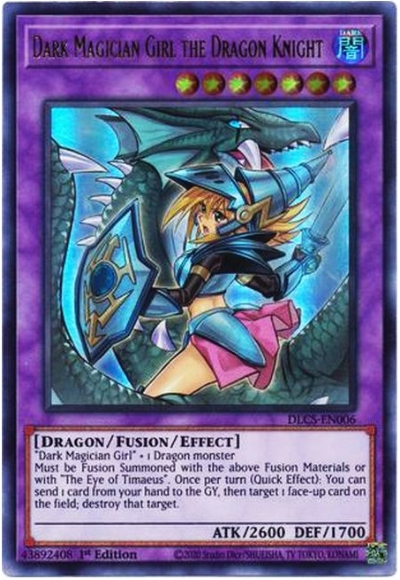 DARK MAGICIAN GIRL THE DRAGON KNIGHT
DARK
闇
DLCS-EN006
[DRAGON/FUSION/EFFECT]
"Dark Magician Girl" + 1 Dragon monster
Must be Fusion Summoned with the above Fusion Materials or
with "The Eye of Timaeus". Once per turn (Quick Effect): You can
send 1 card from your hand to the GY, then target 1 face-up card on
the field; destroy that target.
ATK/2600 DEF/1700
43892408 1st Edition
©2020 Studio Dice/SHUEISHA, TV TOKYO, KONAMI